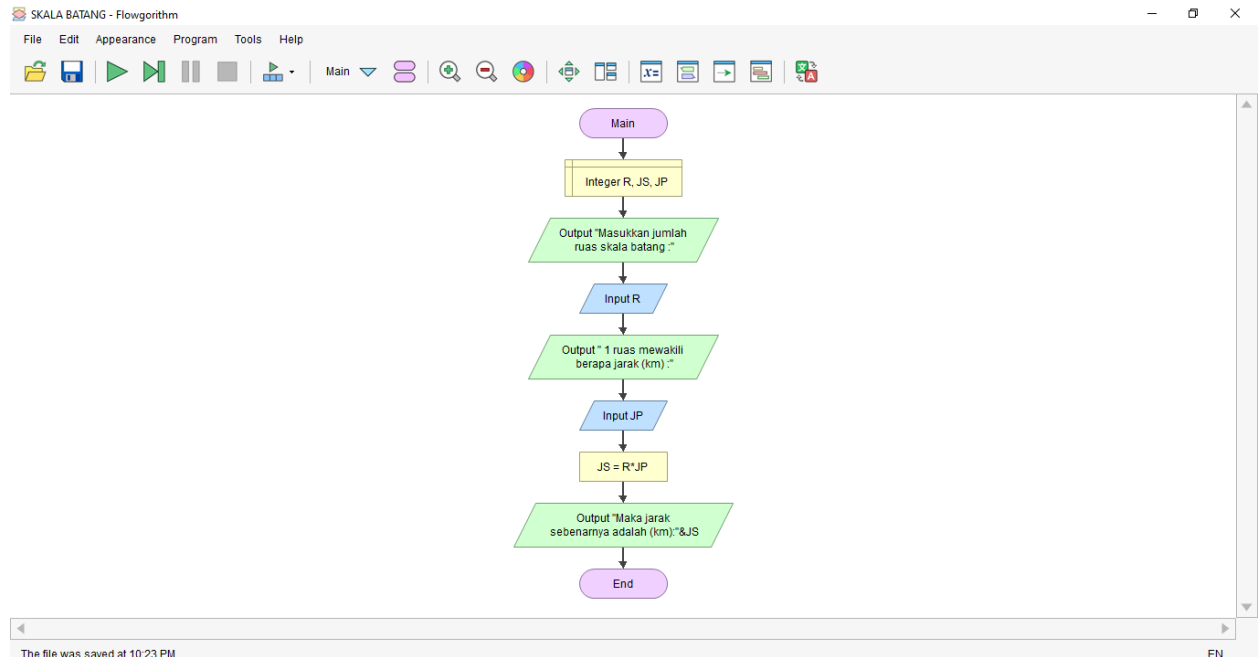 SKALA BATANG - Flowgorithm
File Edit Appearance Program Tools Help
Main
x=
Main
Integer R, JS, JP
Output "Masukkan jumlah
ruas skala batang :"
Input R
Output " 1 ruas mewakili
berapa jarak (km) :"
Input JP
JS = R*JP
Output "Maka jarak
sebenarnya adalah (km):"&JS
End
The file was saved at 10:23 PM EN